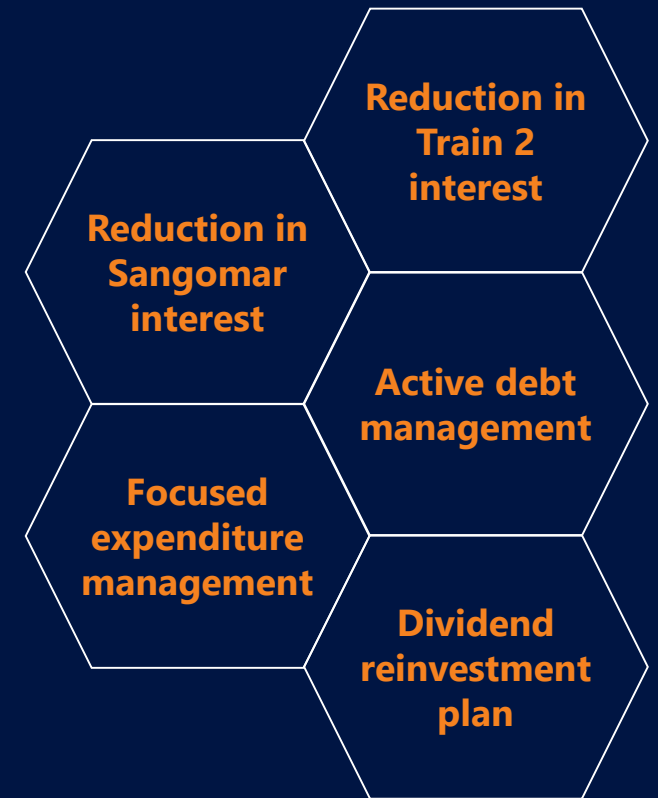 Reduction in
Train 2
interest
Reduction in
Sangomar
interest
Active debt
management
Focused
expenditure
management
Dividend
reinvestment
plan